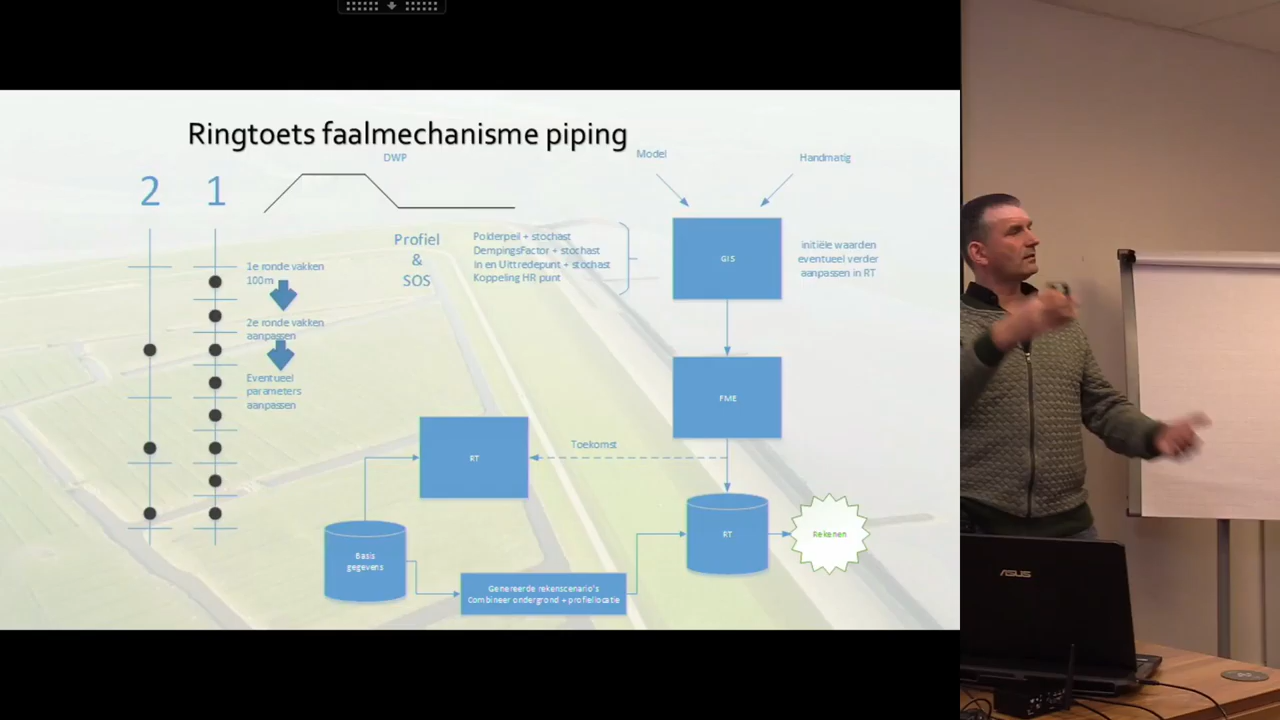 Ringtoets faalmechanisme piping
DWP
Model
Handmatig
2
1
Profiel
&
SOS
Polderpeil + stochast
DempingsFactor + stochast
In en Uittredepunt + stochast
Koppeling HR punt
GIS
initiële waarden
eventueel verder
aanpassen in RT
1e ronde vakken
100m
2e ronde vakken
aanpassen
Eventueel
parameters
aanpassen
FME
RT
Toekomst
RT
Rekenen
Basis
gegevens
Genereerde rekenscenario's
Combineer ondergrond + profiellocatie
ASUS